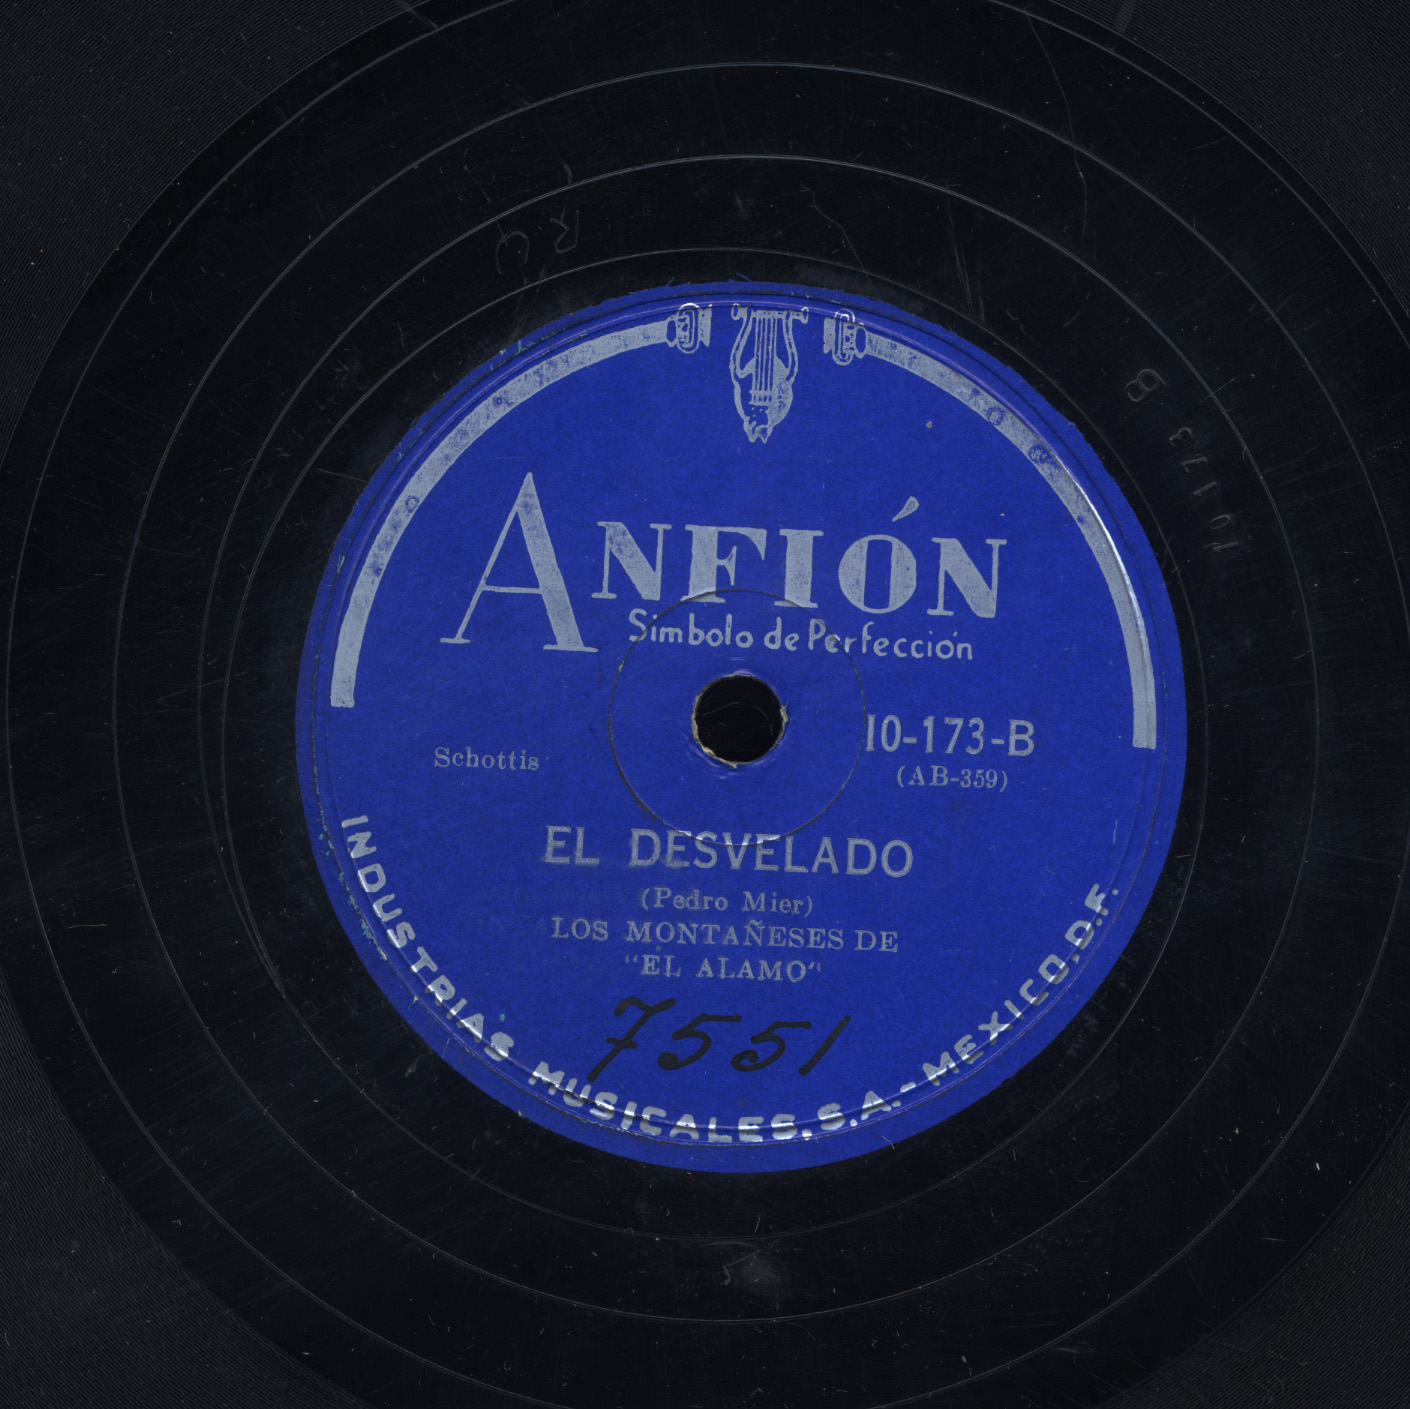 ANFIÓN
Símbolo de Perfección
10-173-B
(AB-359)
Schottis
EL DESVELADO
(Pedro Mier)
LOS MONTAÑESES DE
"EL ALAMO"
7551
INDUSTRIAS MUSICALES, S.A.-MEXICO, D.F.
10173 B